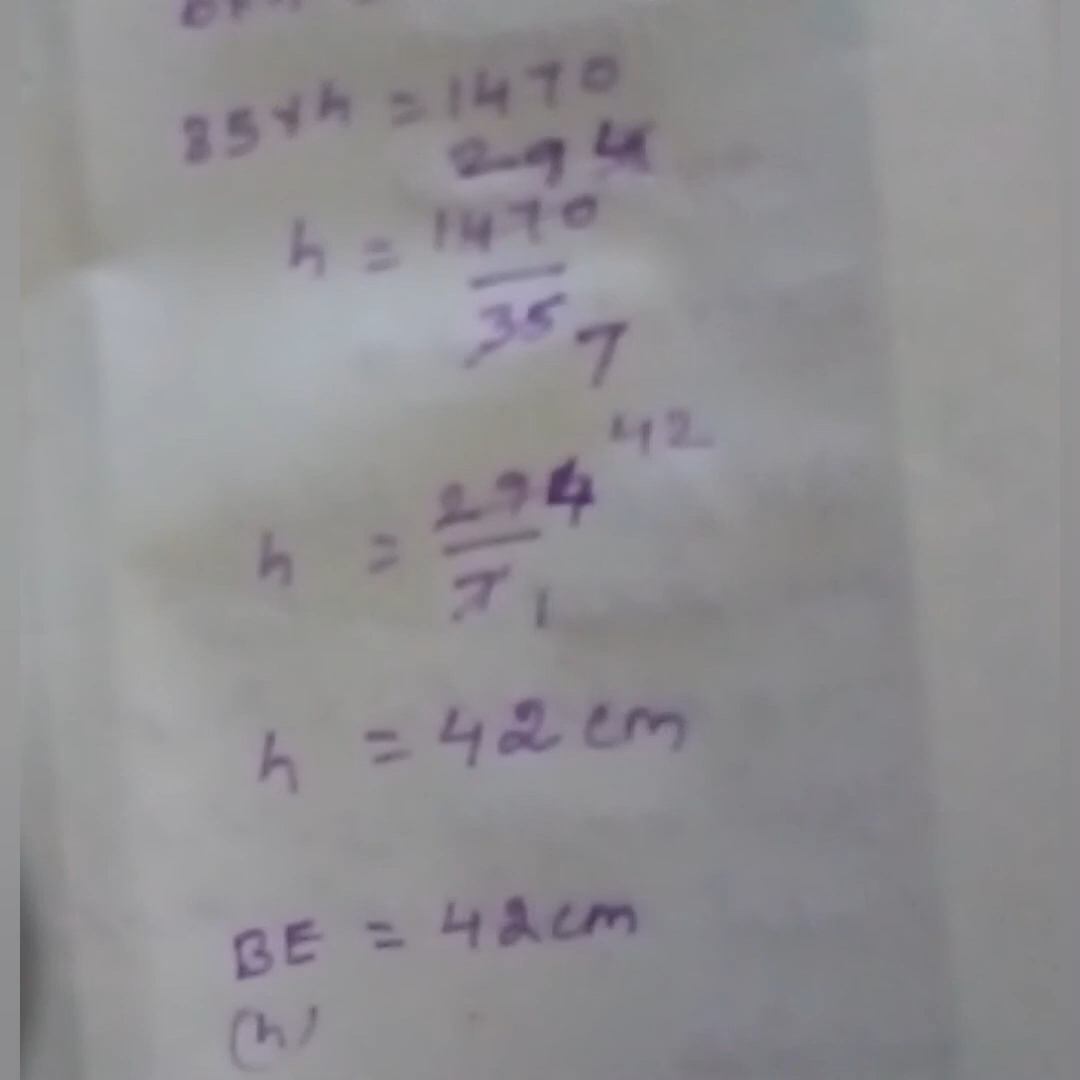 35×h = 1470
294
h = 1470
35 7
42
h = 294
7 1
h = 42 cm
BE = 42cm
(h)